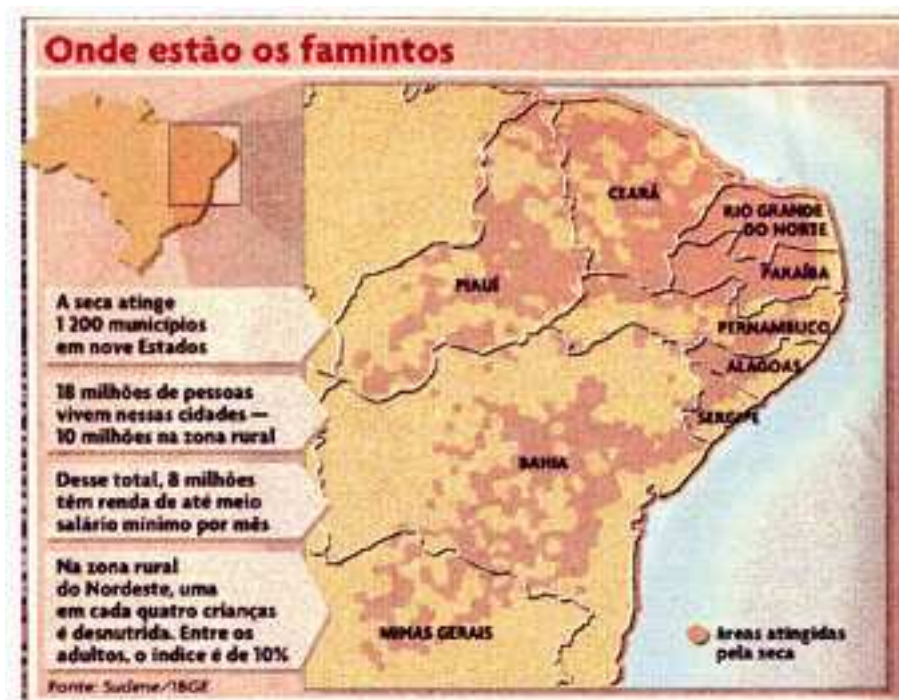 Onde estão os famintos
A seca atinge
1 200 municípios
em nove Estados
18 milhões de pessoas
vivem nessas cidades —
10 milhões na zona rural
Desse total, 8 milhões
têm renda de até meio
salário mínimo por mês
Na zona rural
do Nordeste, uma
em cada quatro crianças
é desnutrida. Entre os
adultos, o índice é de 10%
Fonte: Sudene/IBGE
CEARÁ
RIO GRANDE
DO NORTE
PARAÍBA
PIAUÍ
PERNAMBUCO
ALAGOAS
SERGIPE
BAHIA
MINAS GERAIS
áreas atingidas
pela seca